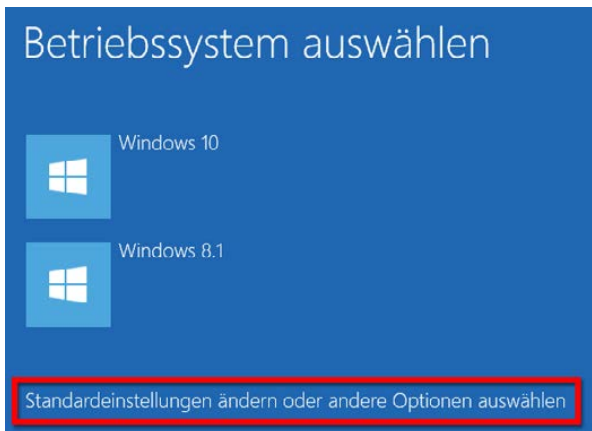 Betriebssystem auswählen
Windows 10
Windows 8.1
Standardeinstellungen ändern oder andere Optionen auswählen